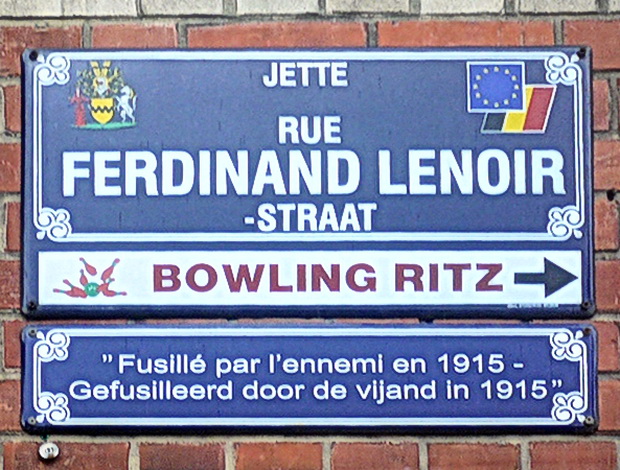 JETTE
RUE
FERDINAND LENOIR
-STRAAT
BOWLING RITZ
"Fusillé par l'ennemi en 1915 -
Gefusilleerd door de vijand in 1915"